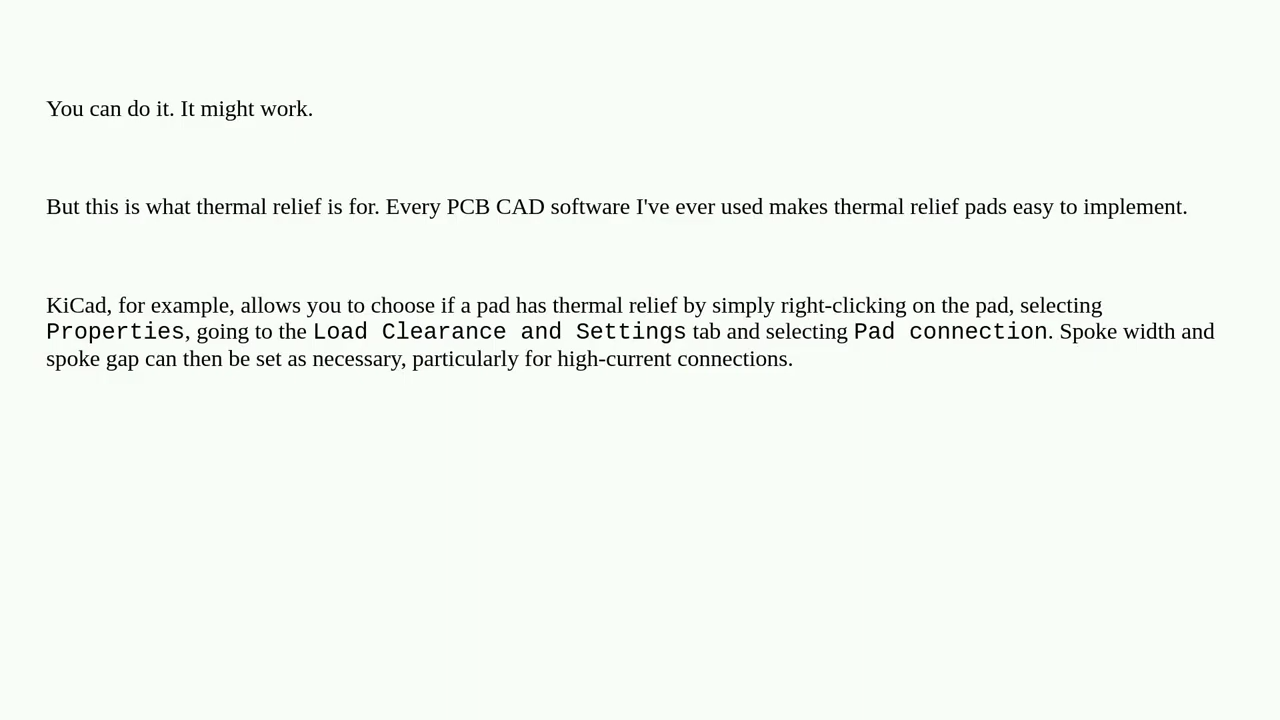 You can do it. It might work.
But this is what thermal relief is for. Every PCB CAD software I've ever used makes thermal relief pads easy to implement.
KiCad, for example, allows you to choose if a pad has thermal relief by simply right-clicking on the pad, selecting
Properties, going to the Load Clearance and Settings tab and selecting Pad connection. Spoke width and
spoke gap can then be set as necessary, particularly for high-current connections.